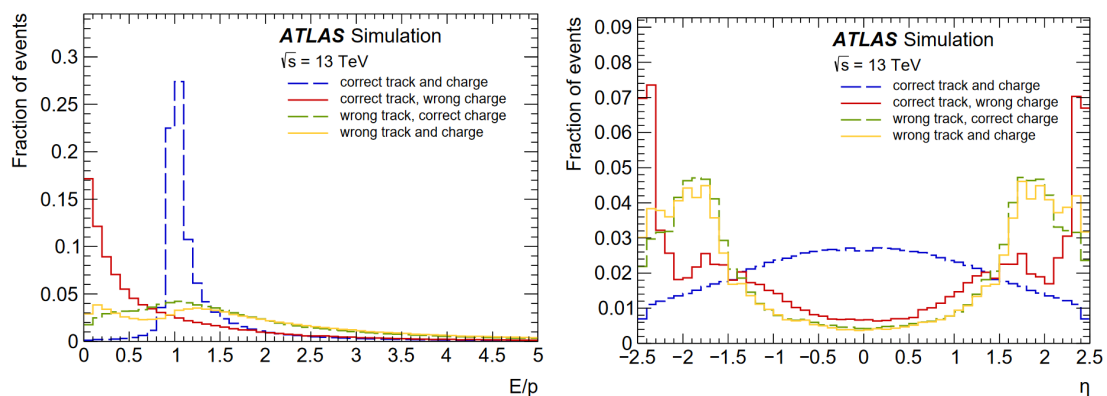 ATLAS Simulation
√s = 13 TeV
correct track and charge
correct track, wrong charge
wrong track, correct charge
wrong track and charge
Fraction of events
0.3
0.25
0.2
0.15
0.1
0.05
0
0 0.5 1 1.5 2 2.5 3 3.5 4 4.5 5
E/p
ATLAS Simulation
√s = 13 TeV
correct track and charge
correct track, wrong charge
wrong track, correct charge
wrong track and charge
Fraction of events
0.09
0.08
0.07
0.06
0.05
0.04
0.03
0.02
0.01
0
−2.5 −2 −1.5 −1 −0.5 0 0.5 1 1.5 2 2.5
η